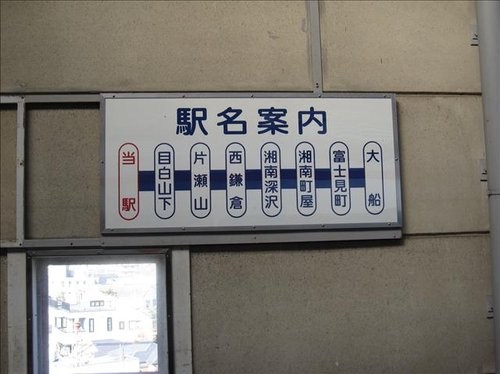 駅名案内
当駅
目白山下
片瀬山
西鎌倉
湘南深沢
湘南町屋
富士見町
大船